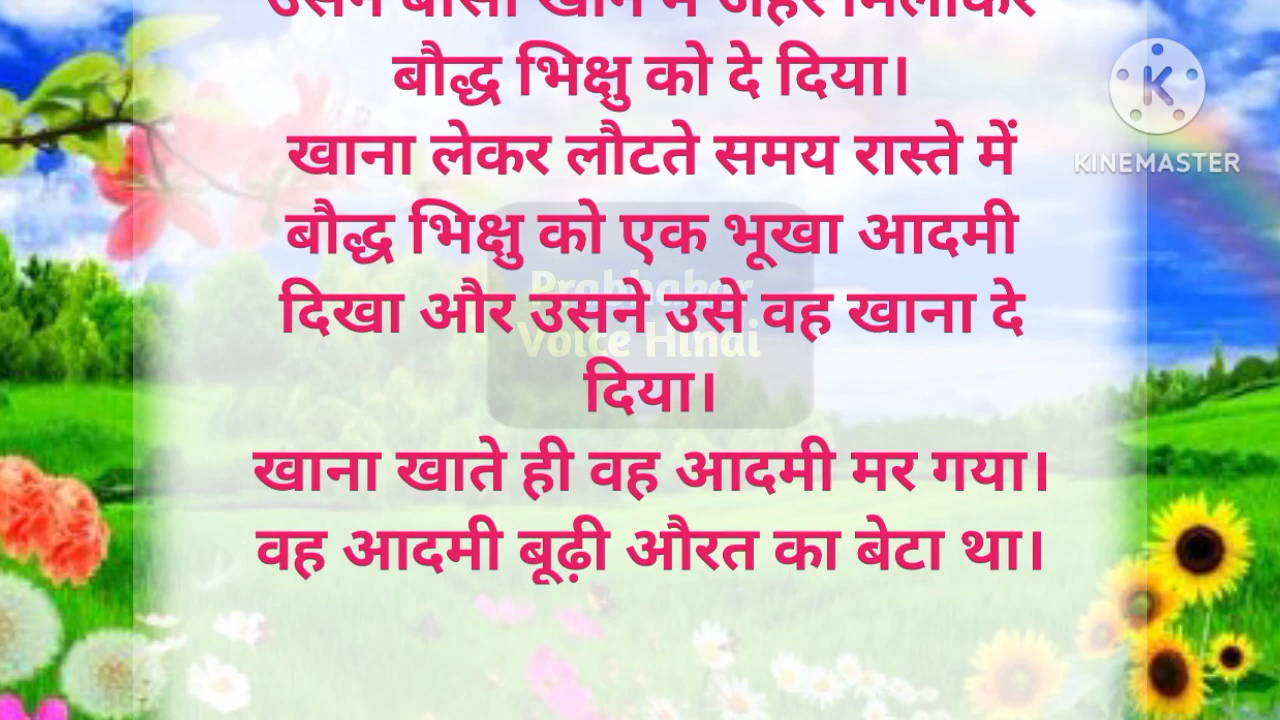 उसने बासी खाने में जहर मिलाकर
बौद्ध भिक्षु को दे दिया।
खाना लेकर लौटते समय रास्ते में
बौद्ध भिक्षु को एक भूखा आदमी
दिखा और उसने उसे वह खाना दे
दिया।
खाना खाते ही वह आदमी मर गया।
वह आदमी बूढ़ी औरत का बेटा था।
Prabhakar
Voice Hindi
K
KINEMASTER